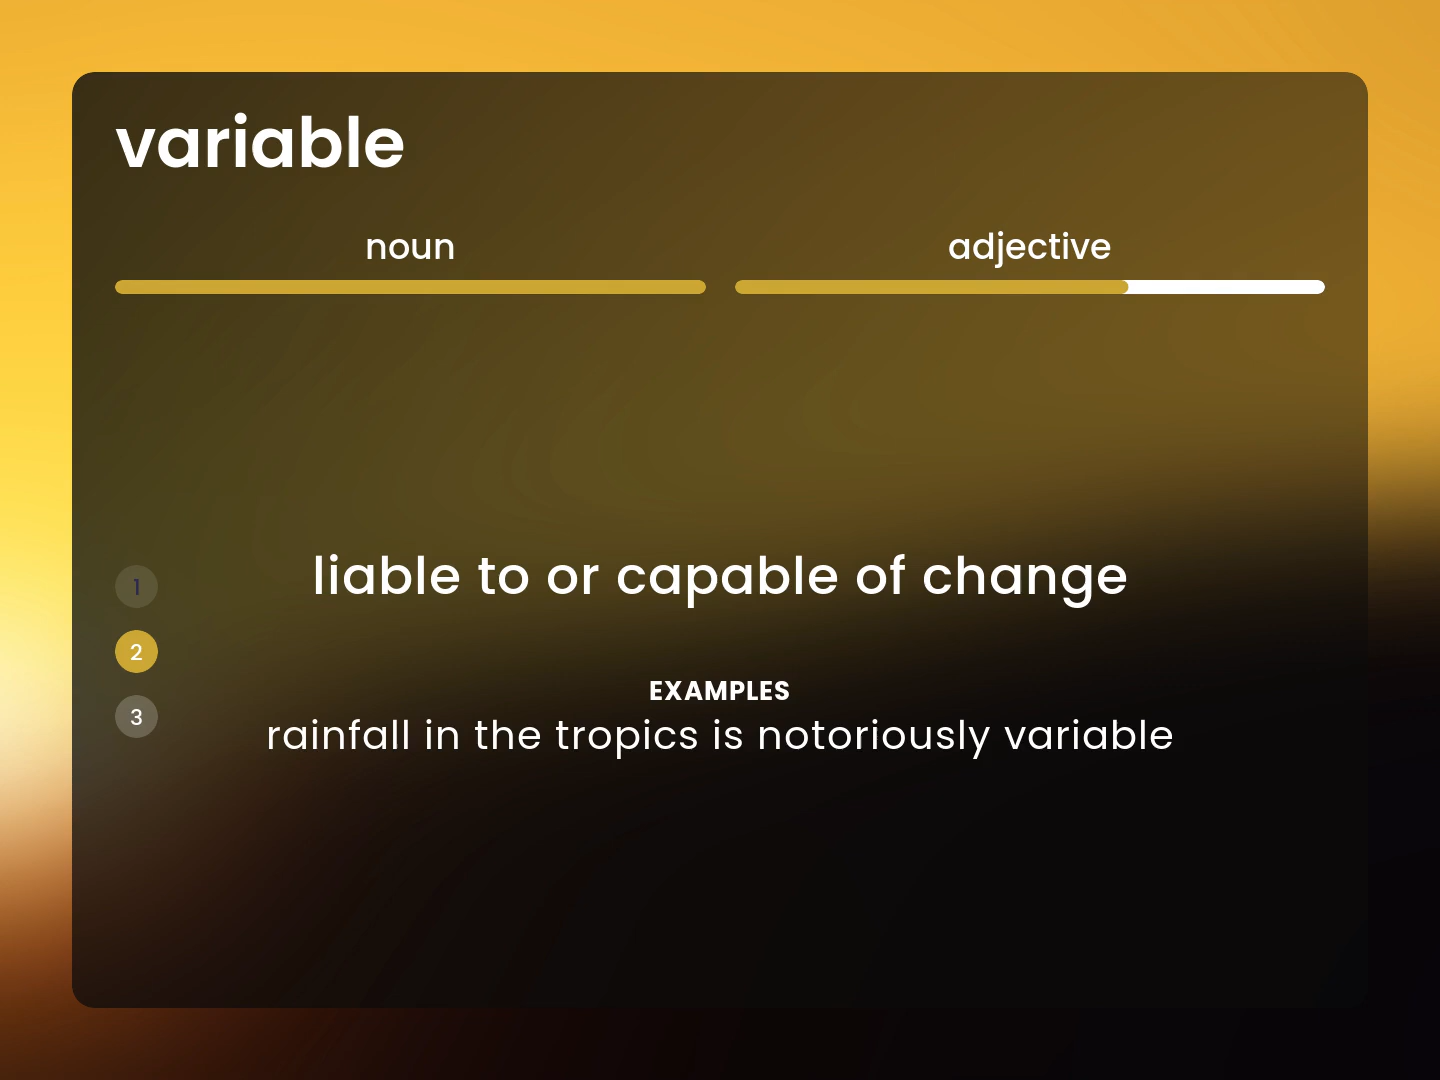 variable
noun
adjective
liable to or capable of change
1
2
3
EXAMPLES
rainfall in the tropics is notoriously variable